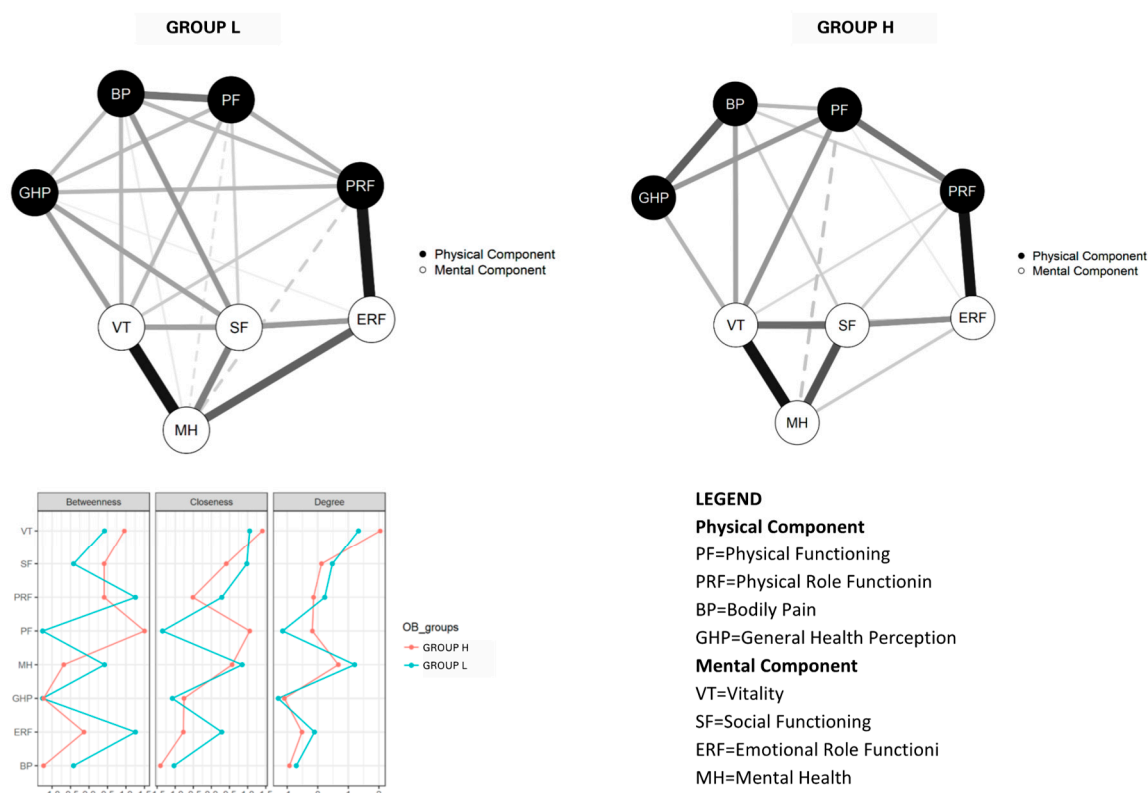 GROUP L
GROUP H
BP
PF
GHP
PRF
VT
SF
ERF
MH
Physical Component
Mental Component
BP
PF
GHP
PRF
VT
SF
ERF
MH
Physical Component
Mental Component
Betweenness
Closeness
Degree
VT
SF
PRF
PF
MH
GHP
ERF
BP
OB_groups
GROUP H
GROUP L
LEGEND
Physical Component
PF=Physical Functioning
PRF=Physical Role Functionin
BP=Bodily Pain
GHP=General Health Perception
Mental Component
VT=Vitality
SF=Social Functioning
ERF=Emotional Role Functioni
MH=Mental Health